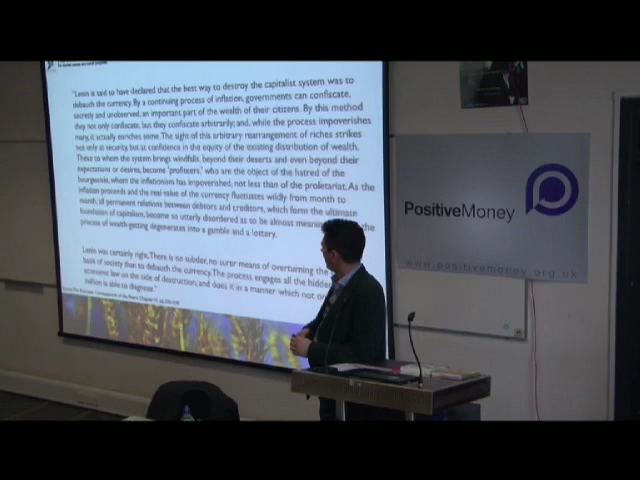 "Lenin is said to have declared that the best way to destroy the capitalist system was to
debauch the currency. By a continuing process of inflation, governments can confiscate,
secretly and unobserved, an important part of the wealth of their citizens. By this method
they not only confiscate, but they confiscate arbitrarily; and, while the process impoverishes
many, it actually enriches some. The sight of this arbitrary rearrangement of riches strikes
not only at security, but at confidence in the equity of the existing distribution of wealth.
Those to whom the system brings windfalls, beyond their deserts and even beyond their
expectations or desires, become 'profiteers,' who are the object of the hatred of the
bourgeoisie, whom the inflationism has impoverished, not less than of the proletariat. As the
inflation proceeds and the real value of the currency fluctuates wildly from month to
month, all permanent relations between debtors and creditors, which form the ultimate
foundation of capitalism, become so utterly disordered as to be almost meaning the
process of wealth-getting degenerates into a gamble and a lottery.
Lenin was certainly right. There is no subtler, no surer means of overturning the
basis of society than to debauch the currency. The process engages all the hidden
economic law on the side of destruction, and does it in a manner which not on
million is able to diagnose."
PositiveMoney
www.positivemoney.org.uk